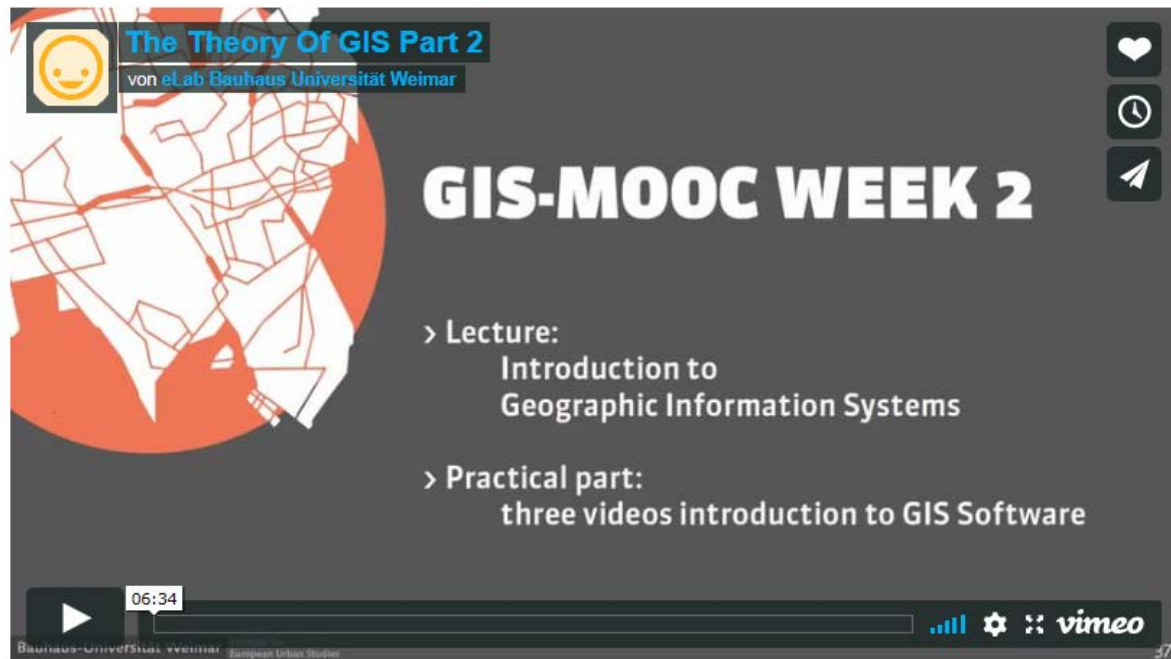 The Theory Of GIS Part 2
von eLab Bauhaus Universität Weimar
GIS-MOOC WEEK 2
› Lecture:
Introduction to
Geographic Information Systems
› Practical part:
three videos introduction to GIS Software
06:34
vimeo
Bauhaus-Universität Weimar
European Urban Studies
37